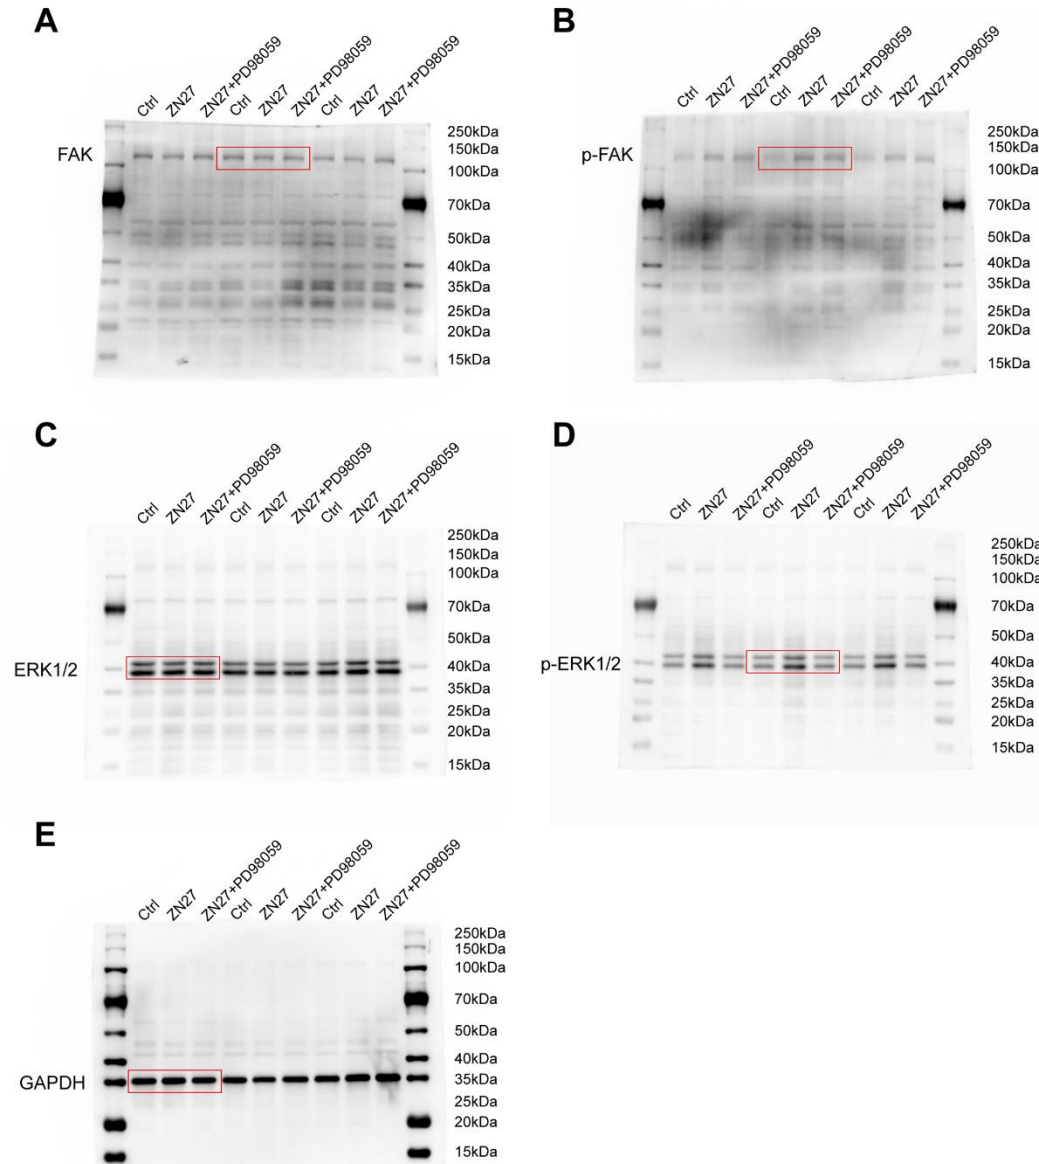 A
Ctrl ZN27 ZN27+PD98059 Ctrl ZN27 ZN27+PD98059 Ctrl ZN27 ZN27+PD98059
FAK
250kDa
150kDa
100kDa
70kDa
50kDa
40kDa
35kDa
25kDa
20kDa
15kDa
B
Ctrl ZN27 ZN27+PD98059 Ctrl ZN27 ZN27+PD98059 Ctrl ZN27 ZN27+PD98059
p-FAK
250kDa
150kDa
100kDa
70kDa
50kDa
40kDa
35kDa
25kDa
20kDa
15kDa
C
Ctrl ZN27 ZN27+PD98059 Ctrl ZN27 ZN27+PD98059 Ctrl ZN27 ZN27+PD98059
ERK1/2
250kDa
150kDa
100kDa
70kDa
50kDa
40kDa
35kDa
25kDa
20kDa
15kDa
D
Ctrl ZN27 ZN27+PD98059 Ctrl ZN27 ZN27+PD98059 Ctrl ZN27 ZN27+PD98059
p-ERK1/2
250kDa
150kDa
100kDa
70kDa
50kDa
40kDa
35kDa
25kDa
20kDa
15kDa
E
Ctrl ZN27 ZN27+PD98059 Ctrl ZN27 ZN27+PD98059 Ctrl ZN27 ZN27+PD98059
GAPDH
250kDa
150kDa
100kDa
70kDa
50kDa
40kDa
35kDa
25kDa
20kDa
15kDa